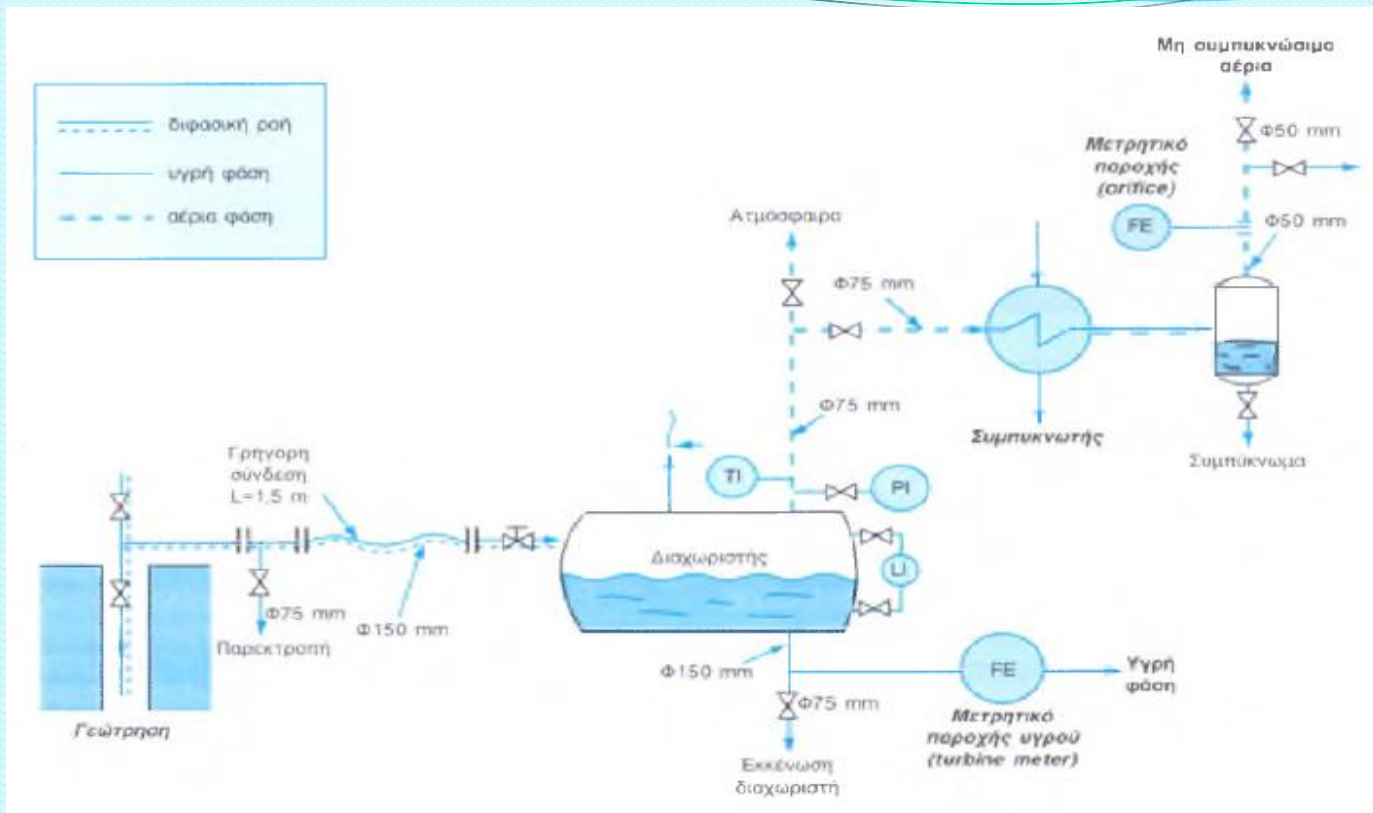 διφασική ροή
υγρή φάση
αέρια φάση
Μη συμπυκνώσιμα
αέρια
Φ50 mm
Μετρητικό
παροχής
(orifice)
FE
Φ50 mm
Ατμόσφαιρα
Φ75 mm
Φ75 mm
Συμπυκνωτής
Συμπύκνωμα
Γρήγορη
σύνδεση
L=1,5 m
TI
PI
Διαχωριστής
LI
Φ75 mm
Φ150 mm
Παρεκτροπή
Γεώτρηση
Φ150 mm
FE
Υγρή
φάση
Φ75 mm
Μετρητικό
παροχής υγρού
(turbine meter)
Εκκένωση
διαχωριστή